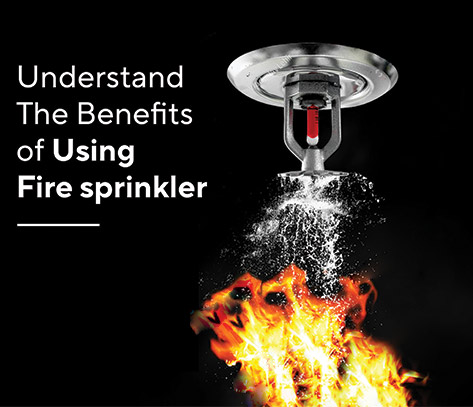 Understand
The Benefits
of Using
Fire sprinkler